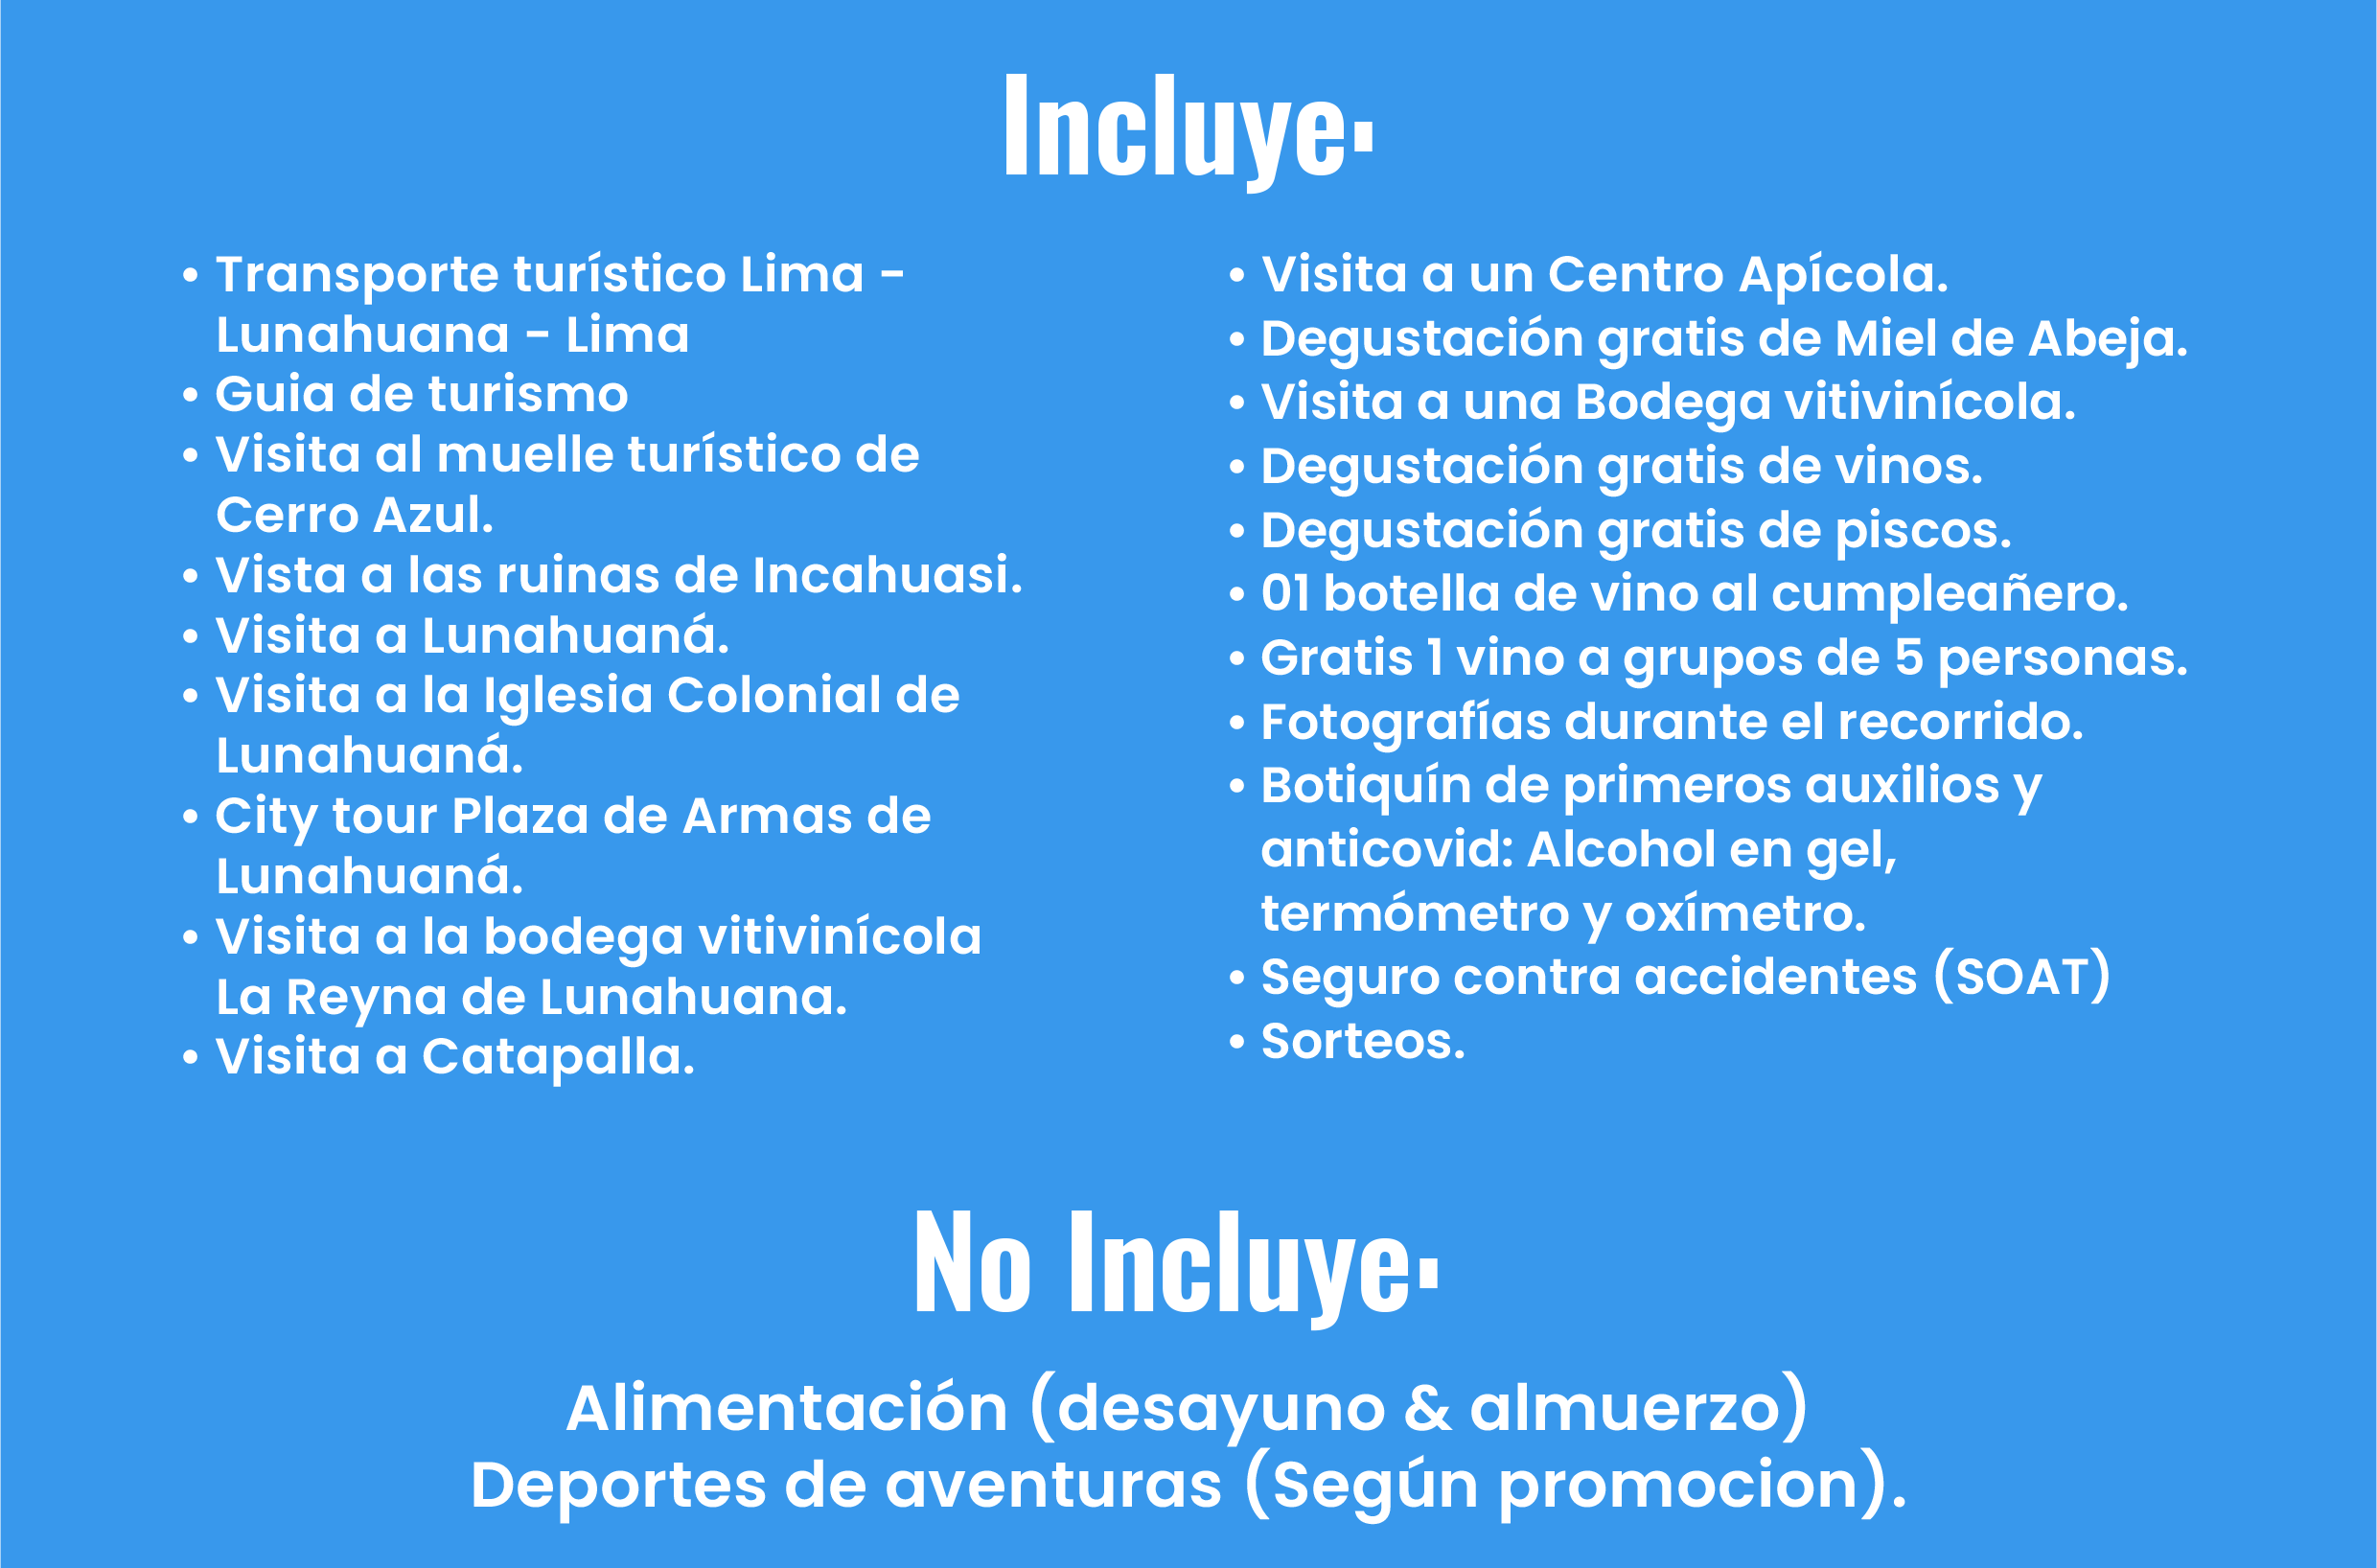 Incluye:
• Transporte turístico Lima -
Lunahuana - Lima
• Guia de turismo
• Visita al muelle turístico de
Cerro Azul.
• Vista a las ruinas de Incahuasi.
• Visita a Lunahuaná.
• Visita a la Iglesia Colonial de
Lunahuaná.
• City tour Plaza de Armas de
Lunahuaná.
• Visita a la bodega vitivinícola
La Reyna de Lunahuana.
• Visita a Catapalla.
• Visita a un Centro Apícola.
• Degustación gratis de Miel de Abeja.
• Visita a una Bodega vitivinícola.
• Degustación gratis de vinos.
• Degustación gratis de piscos.
• 01 botella de vino al cumpleañero.
• Gratis 1 vino a grupos de 5 personas.
• Fotografías durante el recorrido.
• Botiquín de primeros auxilios y
anticovid: Alcohol en gel,
termómetro y oxímetro.
• Seguro contra accidentes (SOAT)
• Sorteos.
No Incluye:
Alimentación (desayuno & almuerzo)
Deportes de aventuras (Según promocion).